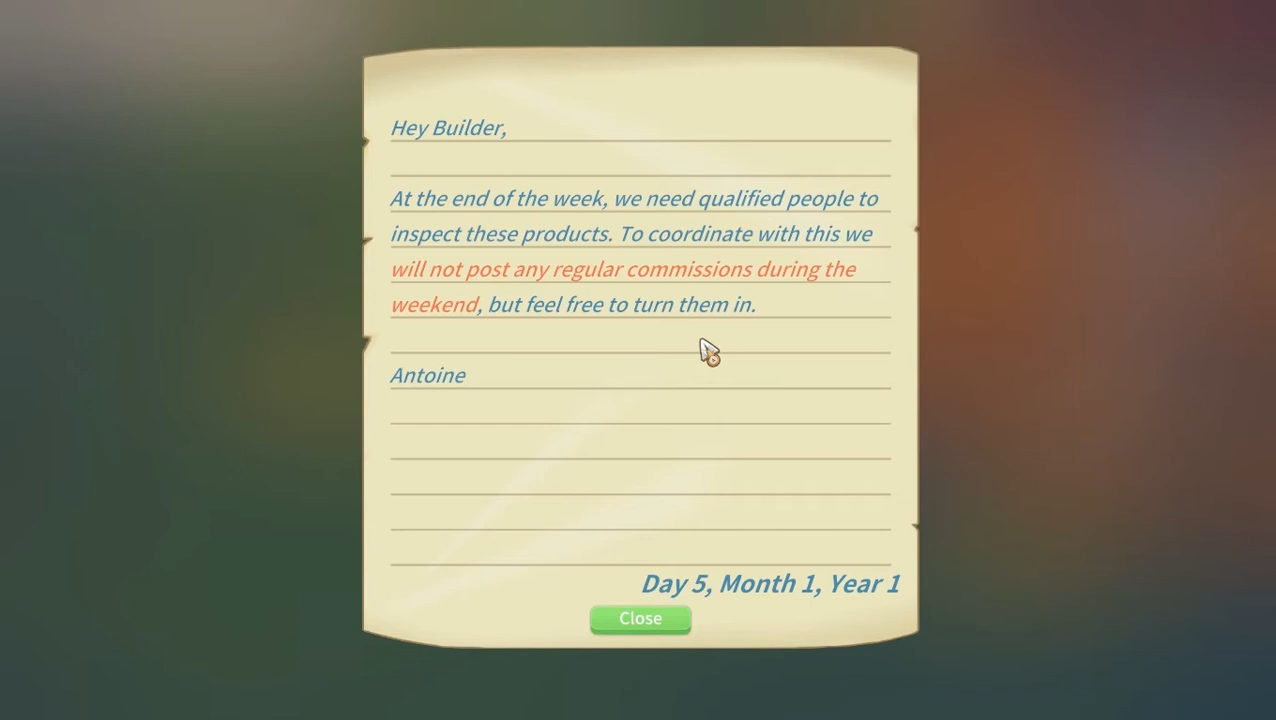 Hey Builder,
At the end of the week, we need qualified people to
inspect these products. To coordinate with this we
will not post any regular commissions during the
weekend, but feel free to turn them in.
Antoine
Day 5, Month 1, Year 1
Close